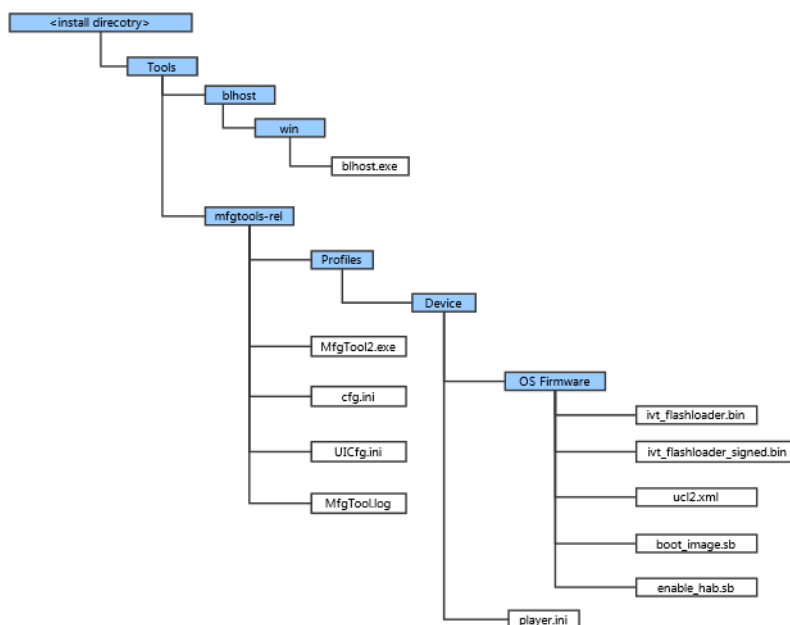 <install direcotry>
Tools
blhost
win
blhost.exe
mfgtools-rel
Profiles
Device
MfgTool2.exe
OS Firmware
cfg.ini
ivt_flashloader.bin
UICfg.ini
ivt_flashloader_signed.bin
ucl2.xml
MfgTool.log
boot_image.sb
enable_hab.sb
player.ini